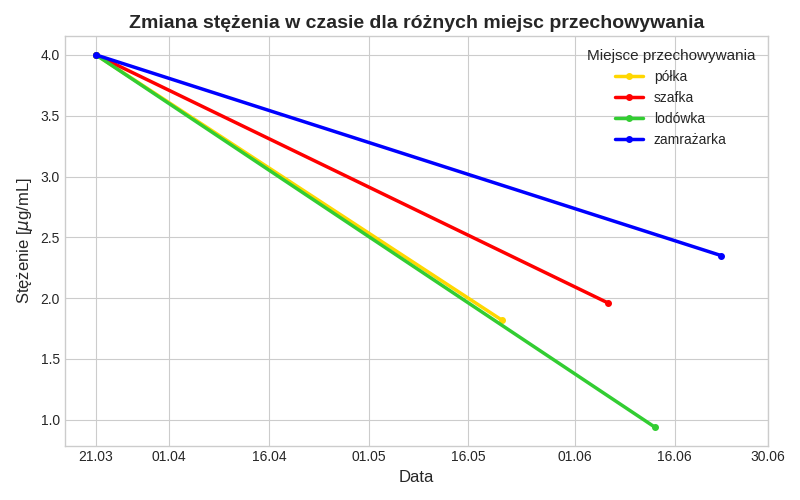 Zmiana stężenia w czasie dla różnych miejsc przechowywania
Stężenie [µg/mL]
4.0
3.5
3.0
2.5
2.0
1.5
1.0
Miejsce przechowywania
półka
szafka
lodówka
zamrażarka
21.03 01.04 16.04 01.05 16.05 01.06 16.06 30.06
Data